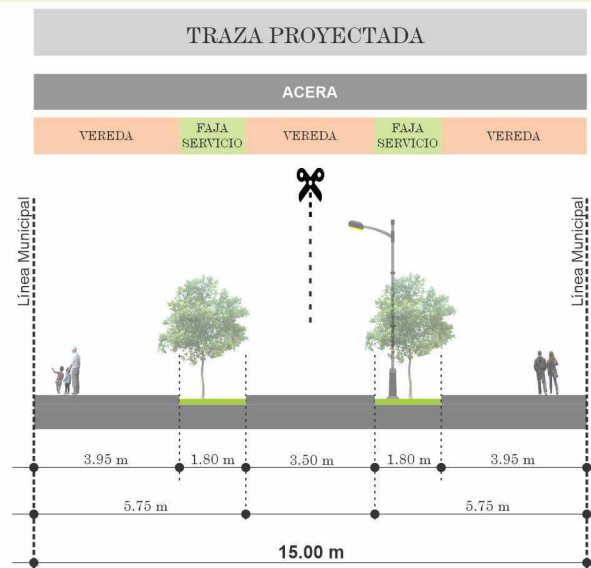 TRAZA PROYECTADA
ACERA
VEREDA
FAJA
SERVICIO
VEREDA
FAJA
SERVICIO
VEREDA
Línea Municipal
Línea Municipal
3.95 m
1.80 m
3.50 m
1.80 m
3.95 m
5.75 m
5.75 m
15.00 m